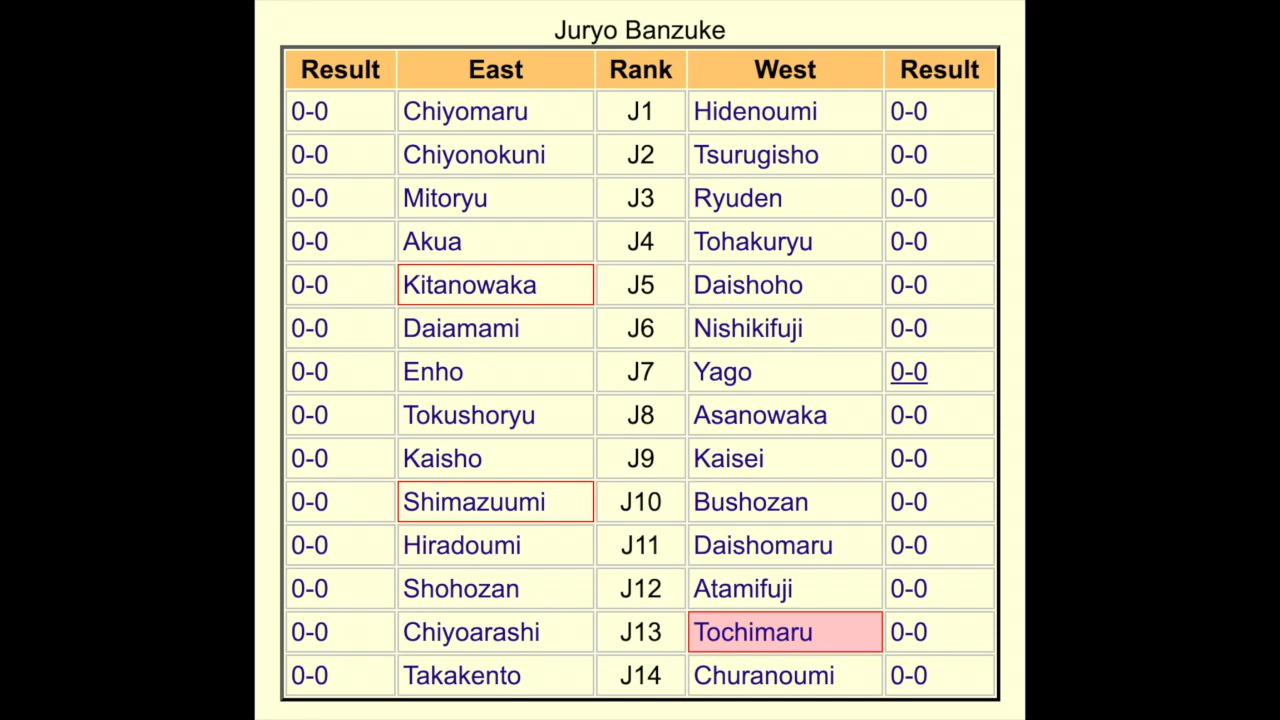 Juryo Banzuke
Result East Rank West Result
0-0 Chiyomaru J1 Hidenoumi 0-0
0-0 Chiyonokuni J2 Tsurugisho 0-0
0-0 Mitoryu J3 Ryuden 0-0
0-0 Akua J4 Tohakuryu 0-0
0-0 Kitanowaka J5 Daishoho 0-0
0-0 Daiamami J6 Nishikifuji 0-0
0-0 Enho J7 Yago 0-0
0-0 Tokushoryu J8 Asanowaka 0-0
0-0 Kaisho J9 Kaisei 0-0
0-0 Shimazuumi J10 Bushozan 0-0
0-0 Hiradoumi J11 Daishomaru 0-0
0-0 Shohozan J12 Atamifuji 0-0
0-0 Chiyoarashi J13 Tochimaru 0-0
0-0 Takakento J14 Churanoumi 0-0